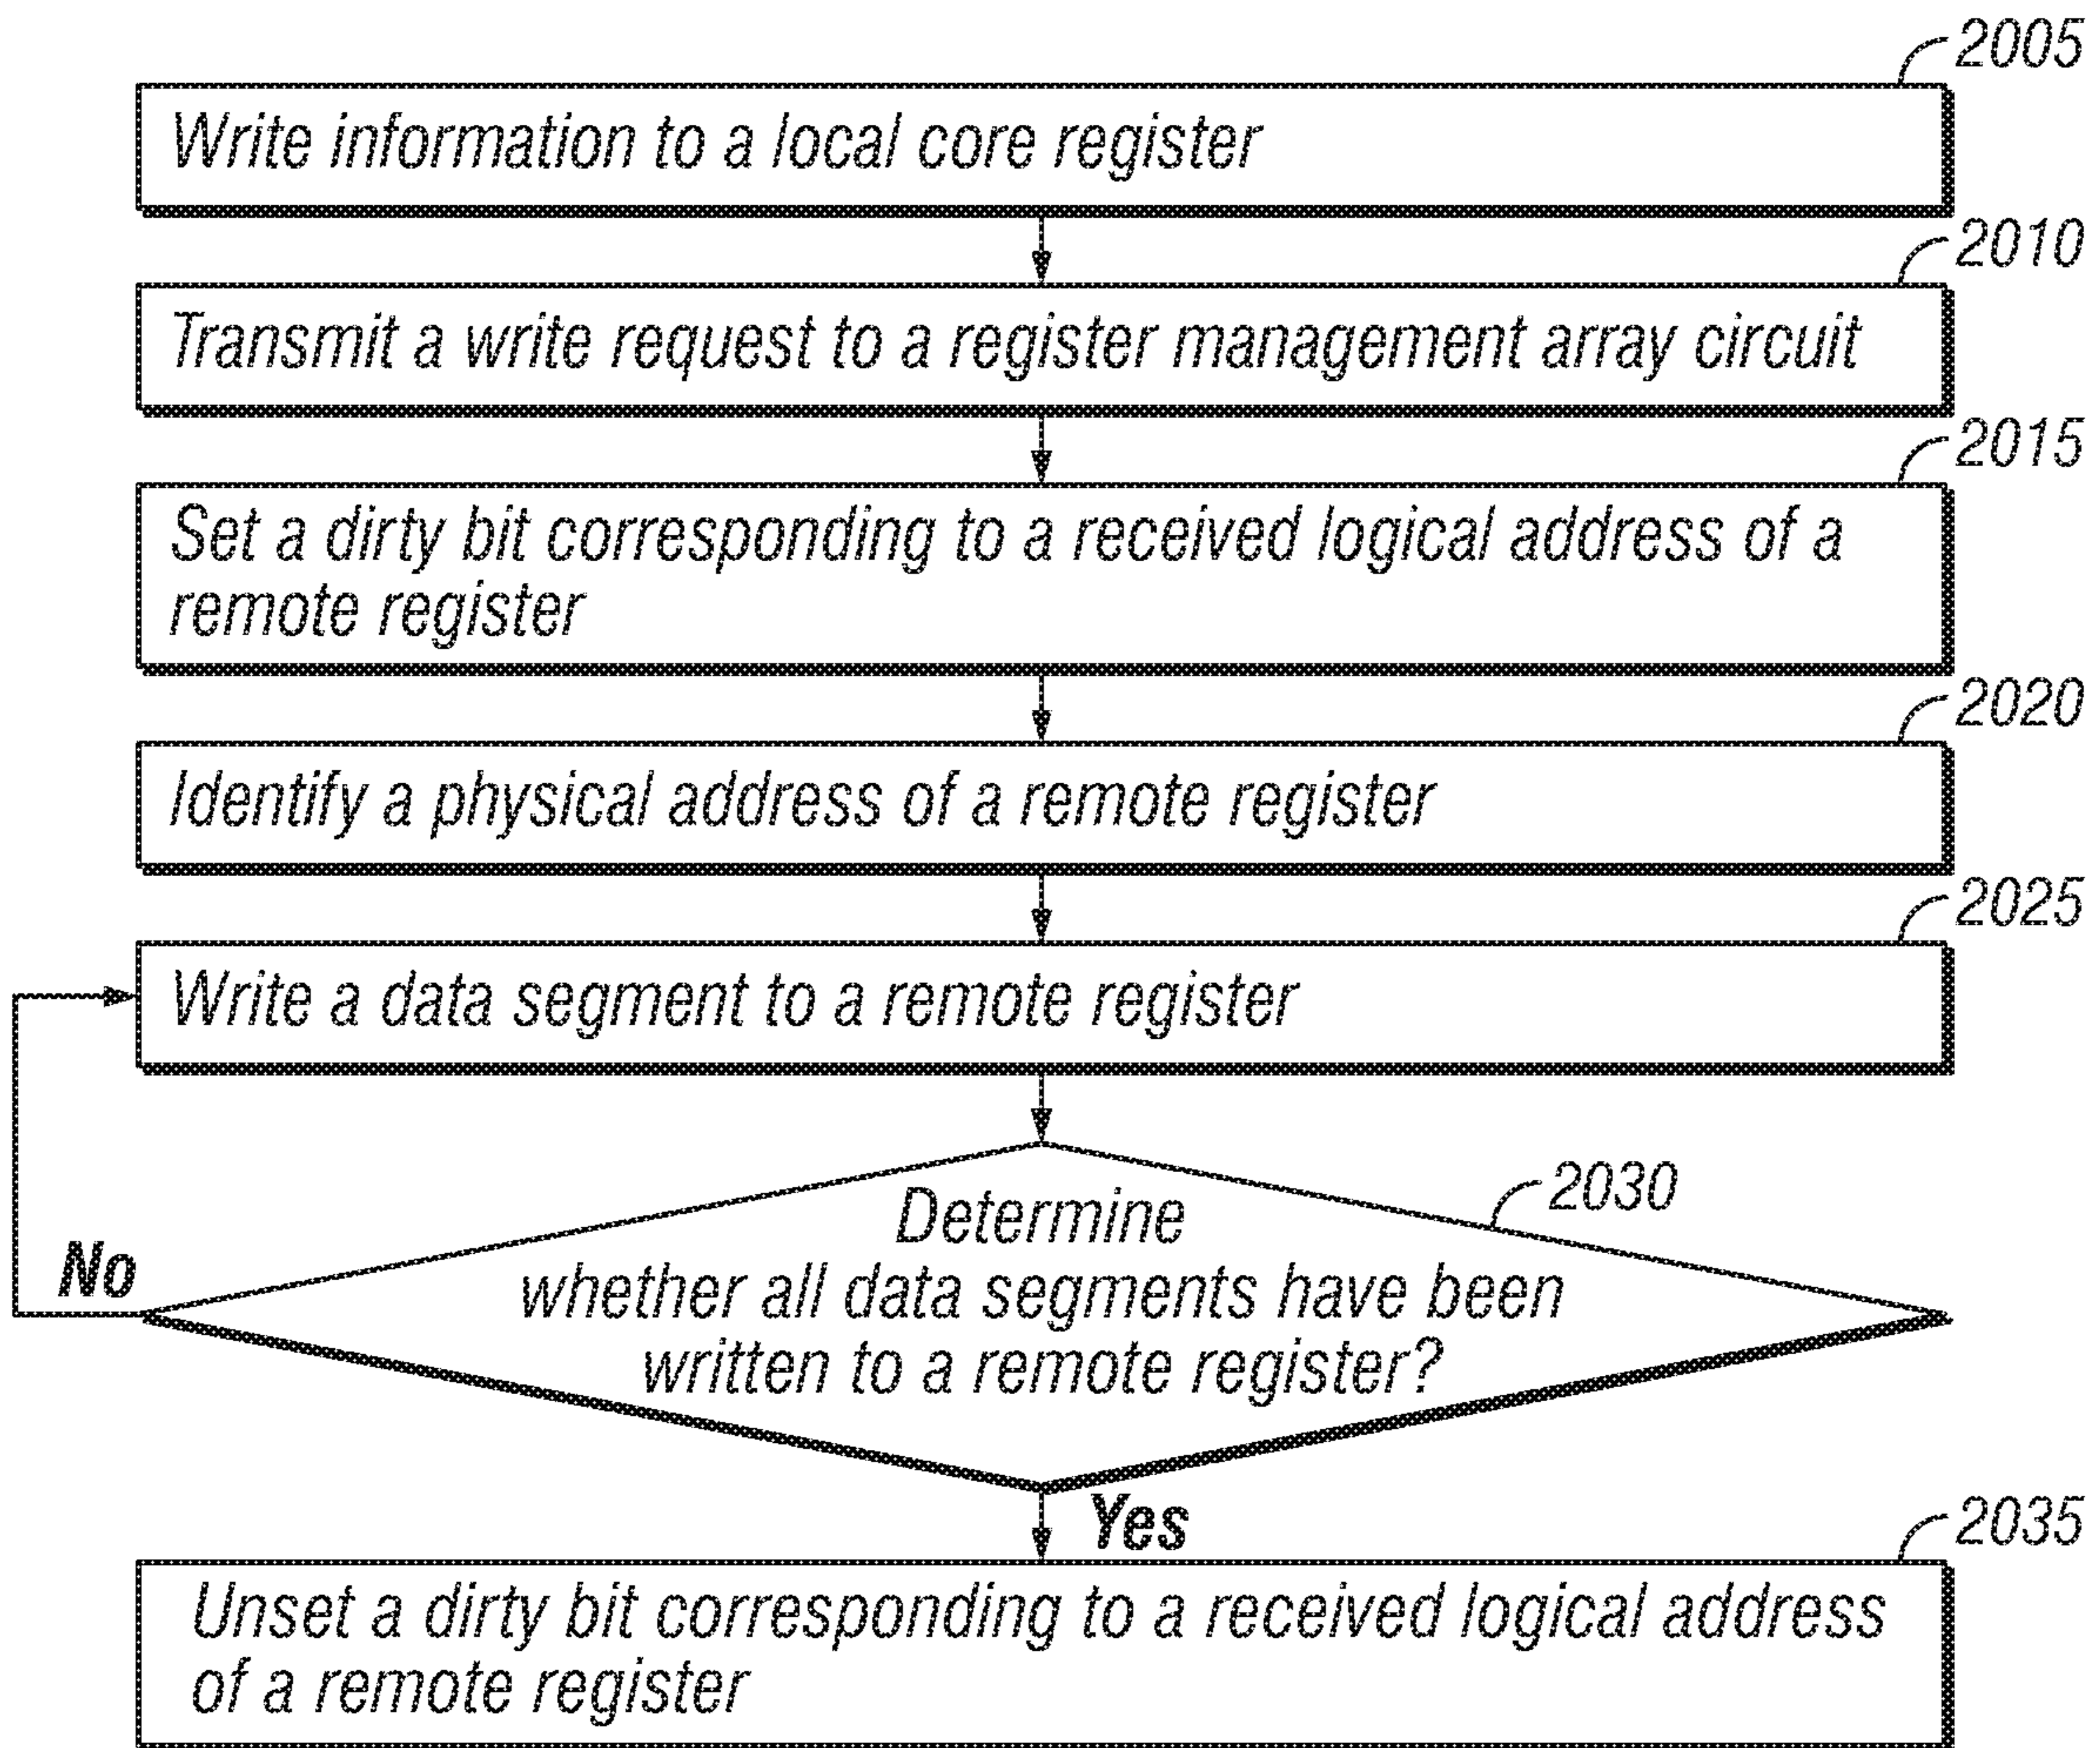 2005
Write information to a local core register
2010
Transmit a write request to a register management array circuit
2015
Set a dirty bit corresponding to a received logical address of a
remote register
2020
Identify a physical address of a remote register
2025
Write a data segment to a remote register
2030
Determine
whether all data segments have been
written to a remote register?
No
Yes
2035
Unset a dirty bit corresponding to a received logical address
of a remote register